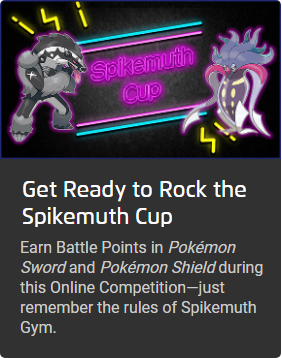 Spikemuth
Cup
Get Ready to Rock the
Spikemuth Cup
Earn Battle Points in Pokémon
Sword and Pokémon Shield during
this Online Competition—just
remember the rules of Spikemuth
Gym.